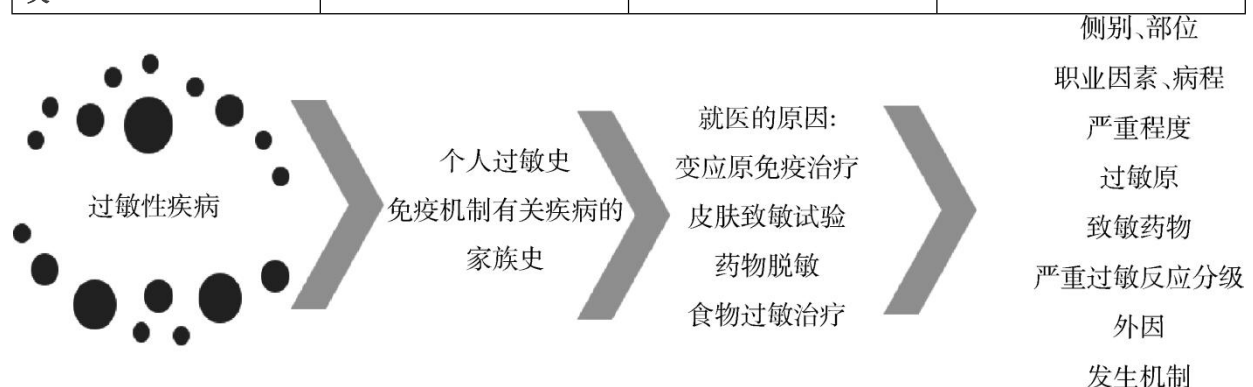 过敏性疾病
个人过敏史
免疫机制有关疾病的
家族史
就医的原因:
变应原免疫治疗
皮肤致敏试验
药物脱敏
食物过敏治疗
侧别、部位
职业因素、病程
严重程度
过敏原
致敏药物
严重过敏反应分级
外因
发生机制